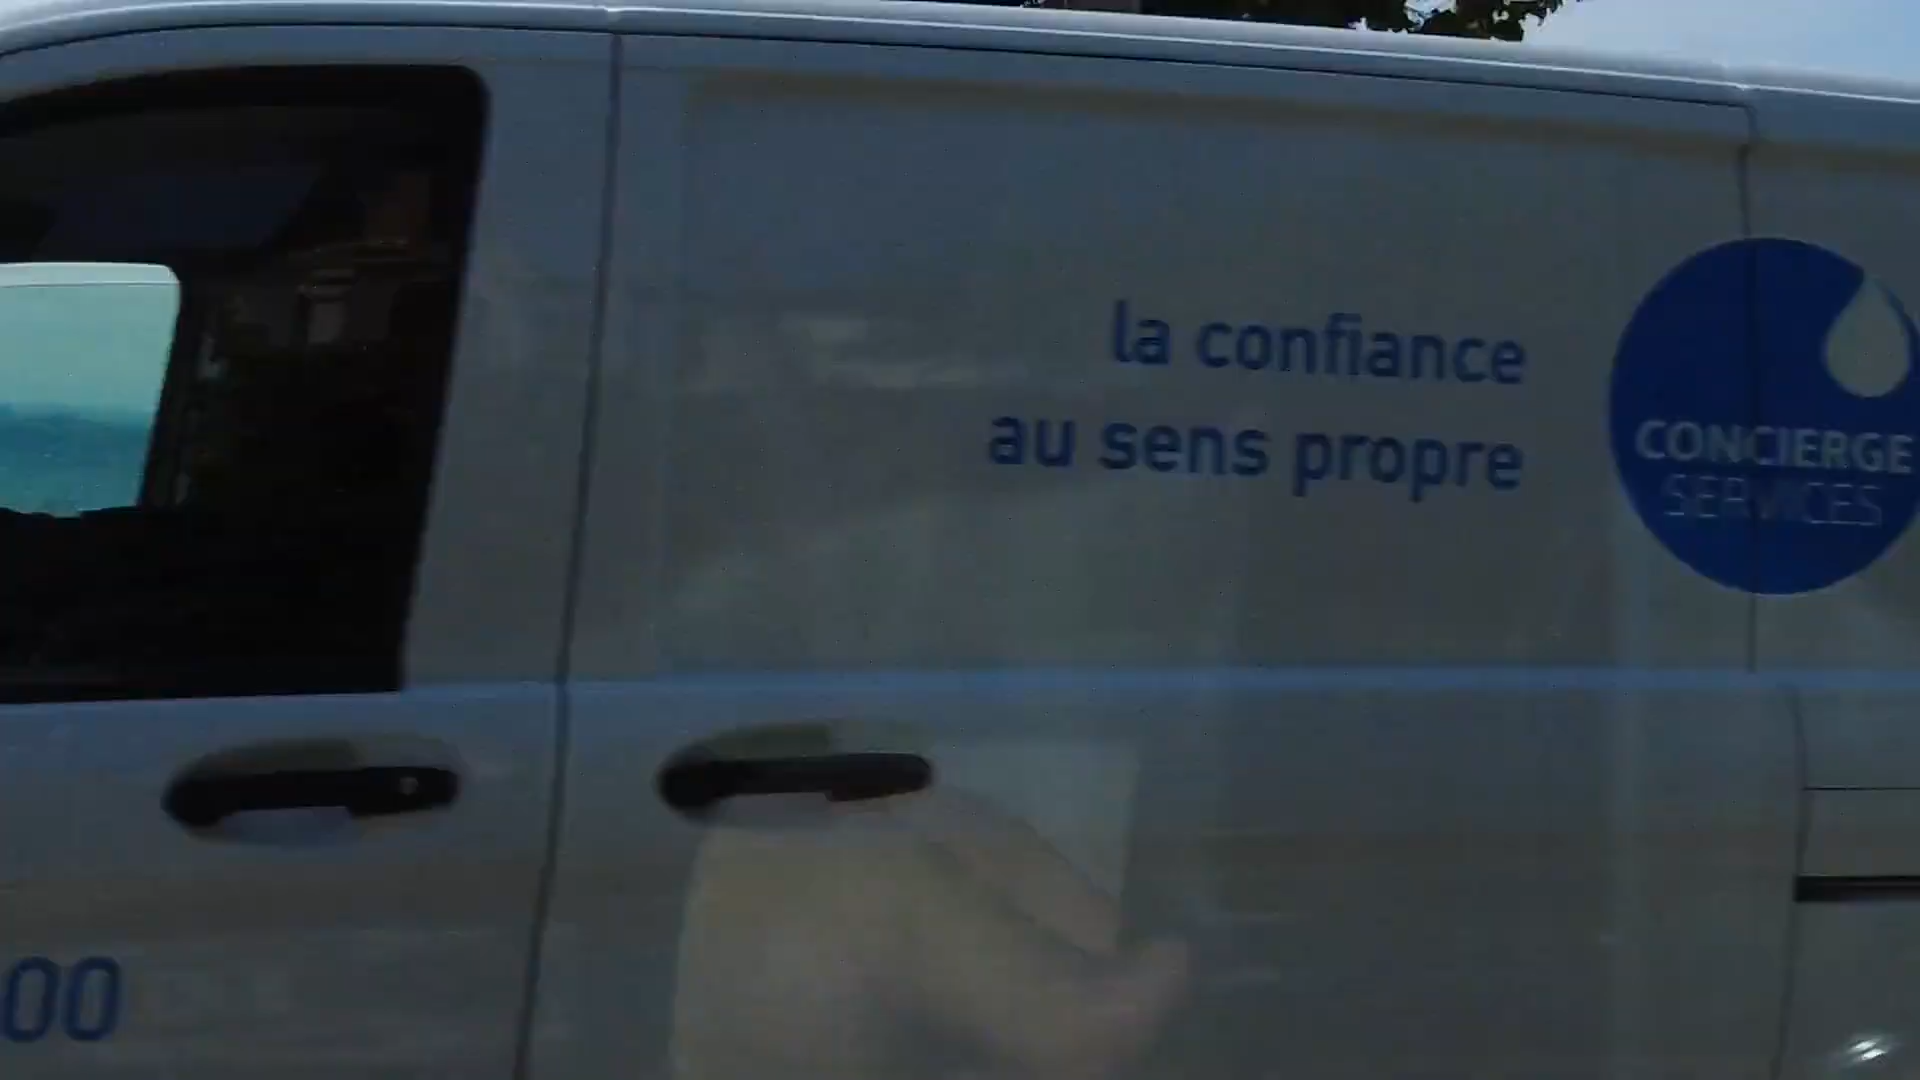 la confiance
au sens propre
CONCIERGE
SERVICES
00